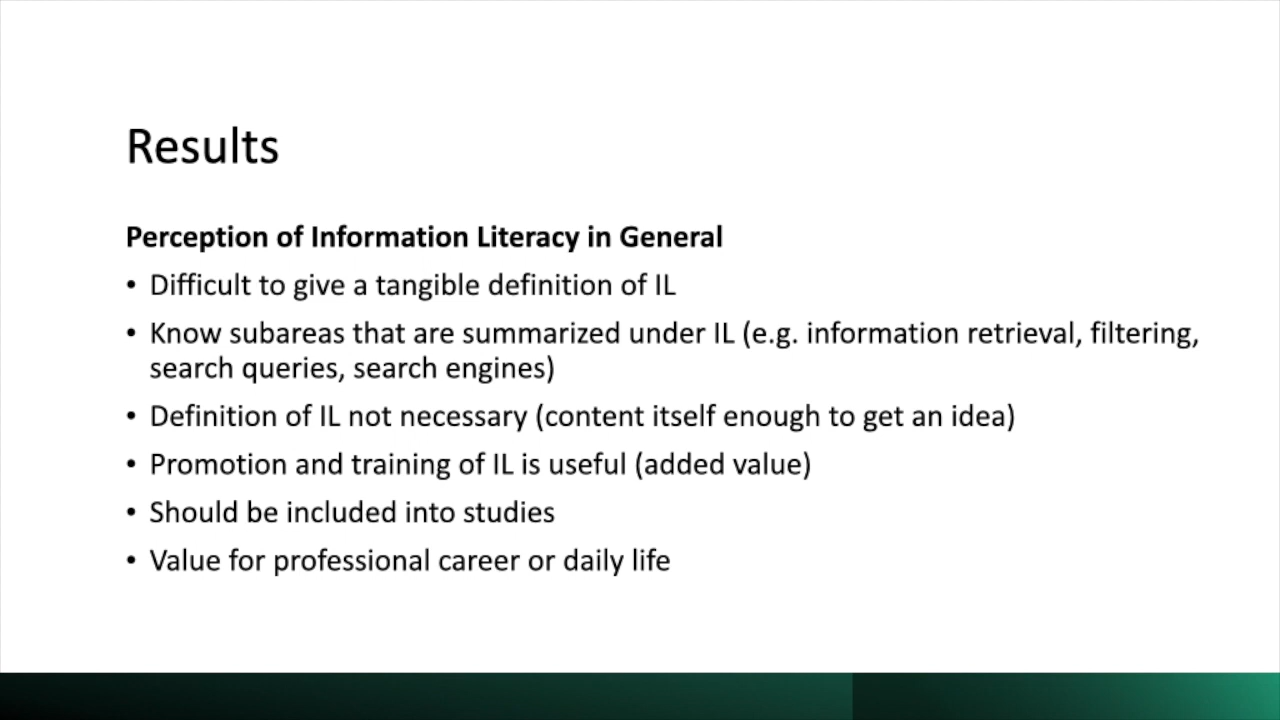 Results
Perception of Information Literacy in General
• Difficult to give a tangible definition of IL
• Know subareas that are summarized under IL (e.g. information retrieval, filtering,
search queries, search engines)
• Definition of IL not necessary (content itself enough to get an idea)
• Promotion and training of IL is useful (added value)
• Should be included into studies
• Value for professional career or daily life